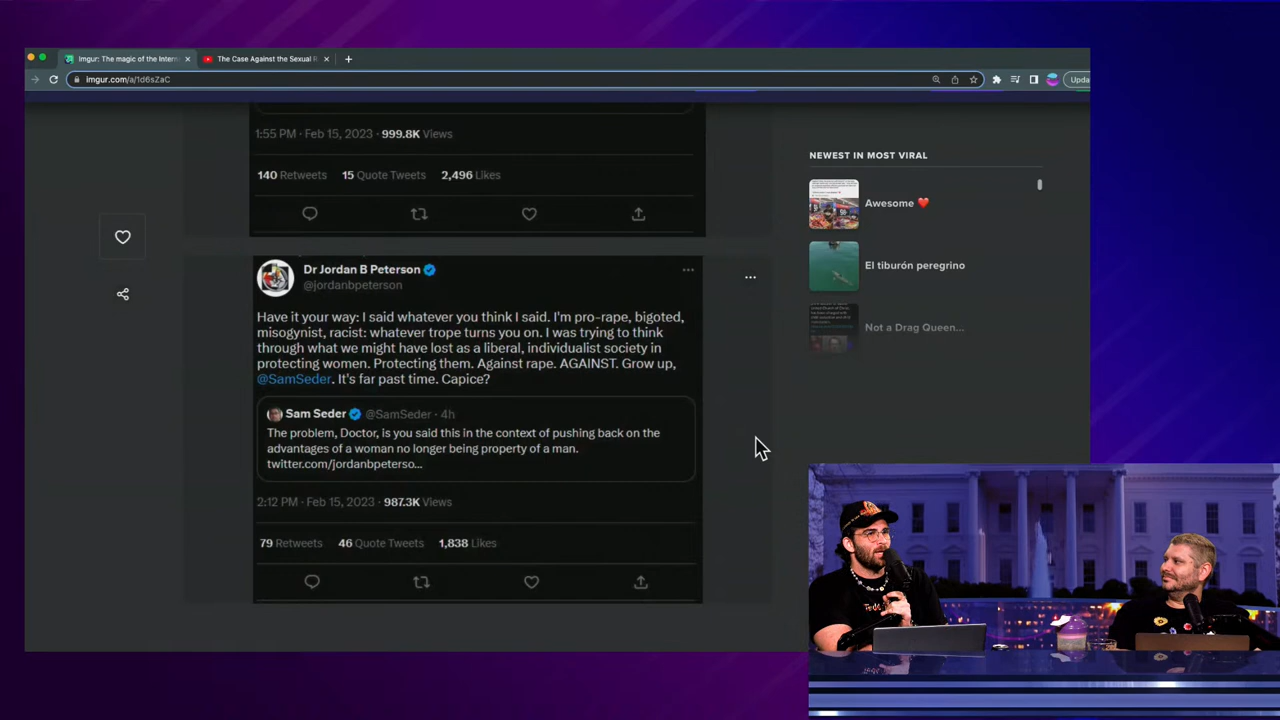 Imgur: The magic of the Intern
The Case Against the Sexual R
imgur.com/a/1d6sZaC
Upda
1:55 PM · Feb 15, 2023 · 999.8K Views
140 Retweets 15 Quote Tweets 2,496 Likes
Dr Jordan B Peterson
@jordanbpeterson
Have it your way: I said whatever you think I said. I'm pro-rape, bigoted,
misogynist, racist: whatever trope turns you on. I was trying to think
through what we might have lost as a liberal, individualist society in
protecting women. Protecting them. Against rape. AGAINST. Grow up,
@SamSeder. It's far past time. Capice?
Sam Seder @SamSeder · 4h
The problem, Doctor, is you said this in the context of pushing back on the
advantages of a woman no longer being property of a man.
twitter.com/jordanbpeterso...
2:12 PM · Feb 15, 2023 · 987.3K Views
79 Retweets 46 Quote Tweets 1,838 Likes
NEWEST IN MOST VIRAL
Awesome ❤️
El tiburón peregrino
Not a Drag Queen...